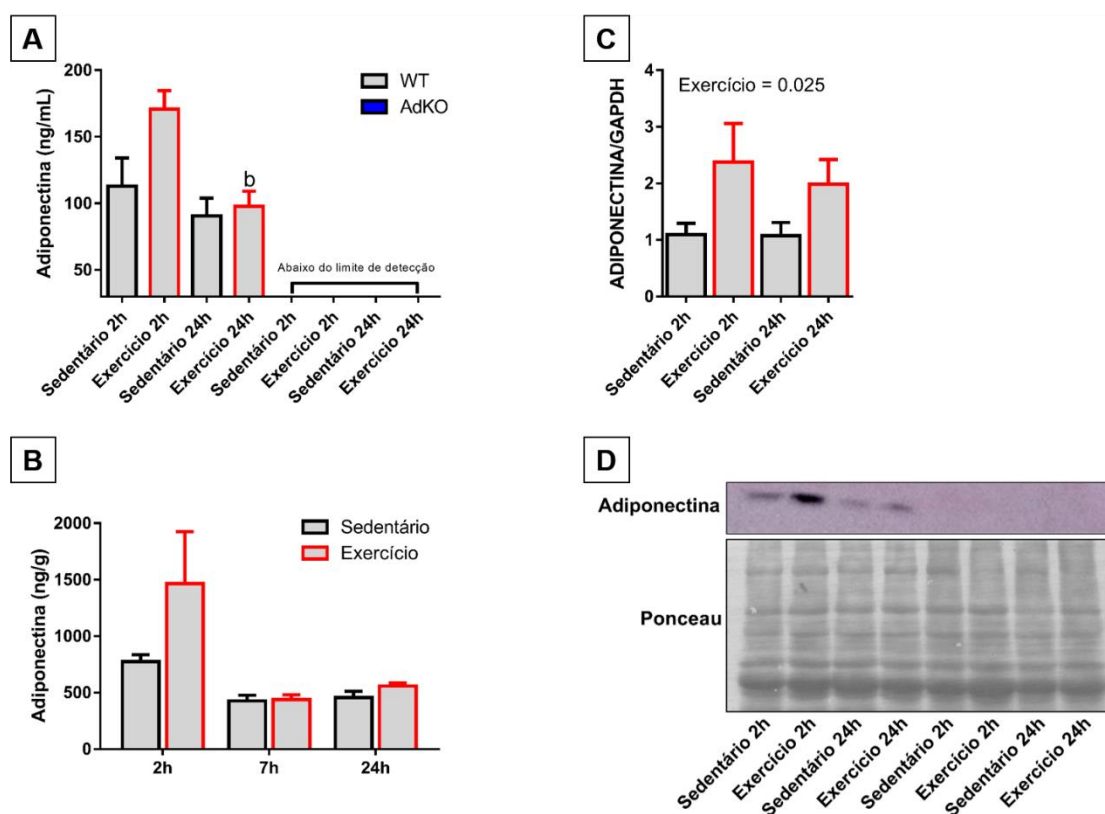 A
Adiponectina (ng/mL)
200
150
100
50
WT
AdKO
b
Abaixo do limite de detecção
Sedentário 2h
Exercício 2h
Sedentário 24h
Exercício 24h
Sedentário 2h
Exercício 2h
Sedentário 24h
Exercício 24h
C
ADIPONECTINA/GAPDH
Exercício = 0.025
4
3
2
1
0
Sedentário 2h
Exercício 2h
Sedentário 24h
Exercício 24h
B
Adiponectina (ng/g)
2000
1500
1000
500
0
Sedentário
Exercício
2h
7h
24h
D
Adiponectina
Ponceau
Sedentário 2h
Exercício 2h
Sedentário 24h
Exercício 24h
Sedentário 2h
Exercício 2h
Sedentário 24h
Exercício 24h